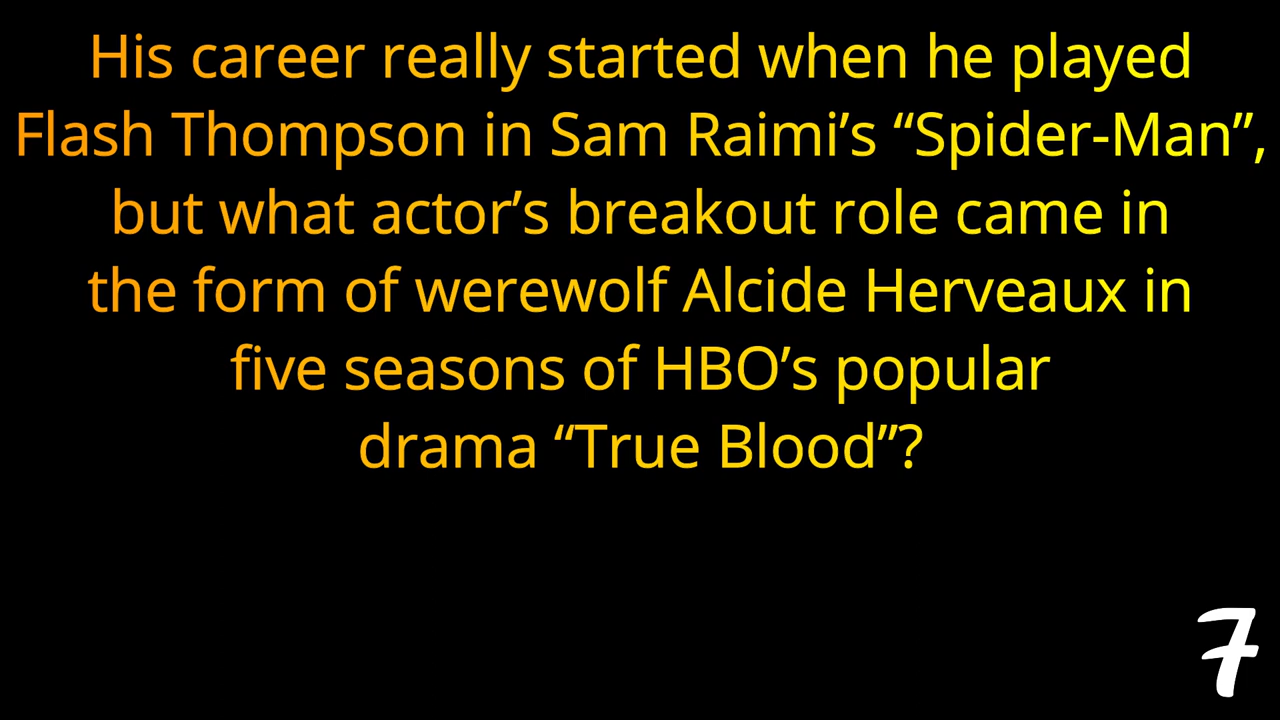 His career really started when he played
Flash Thompson in Sam Raimi’s “Spider-Man”,
but what actor’s breakout role came in
the form of werewolf Alcide Herveaux in
five seasons of HBO’s popular
drama “True Blood”?
7